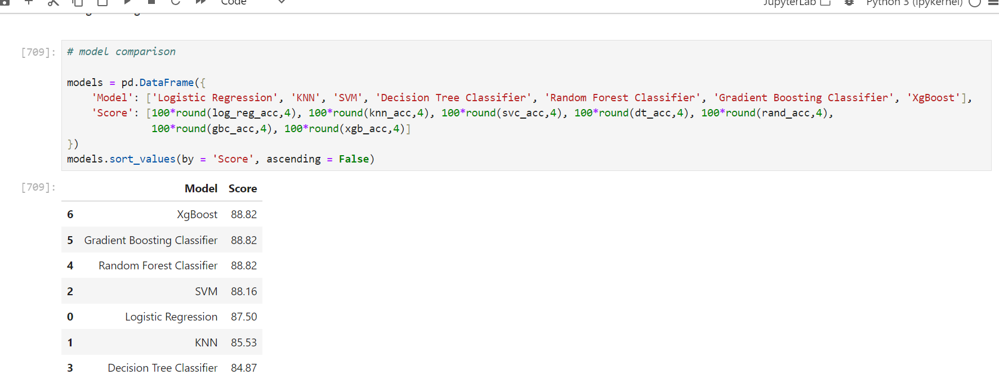 Code
JupyterLab
Python 3 (ipykernel)
[709]:
# model comparison
models = pd.DataFrame({
'Model': ['Logistic Regression', 'KNN', 'SVM', 'Decision Tree Classifier', 'Random Forest Classifier', 'Gradient Boosting Classifier', 'XgBoost'],
'Score': [100*round(log_reg_acc,4), 100*round(knn_acc,4), 100*round(svc_acc,4), 100*round(dt_acc,4), 100*round(rand_acc,4),
100*round(gbc_acc,4), 100*round(xgb_acc,4)]
})
models.sort_values(by = 'Score', ascending = False)
[709]:
Model Score
6 XgBoost 88.82
5 Gradient Boosting Classifier 88.82
4 Random Forest Classifier 88.82
2 SVM 88.16
0 Logistic Regression 87.50
1 KNN 85.53
3 Decision Tree Classifier 84.87